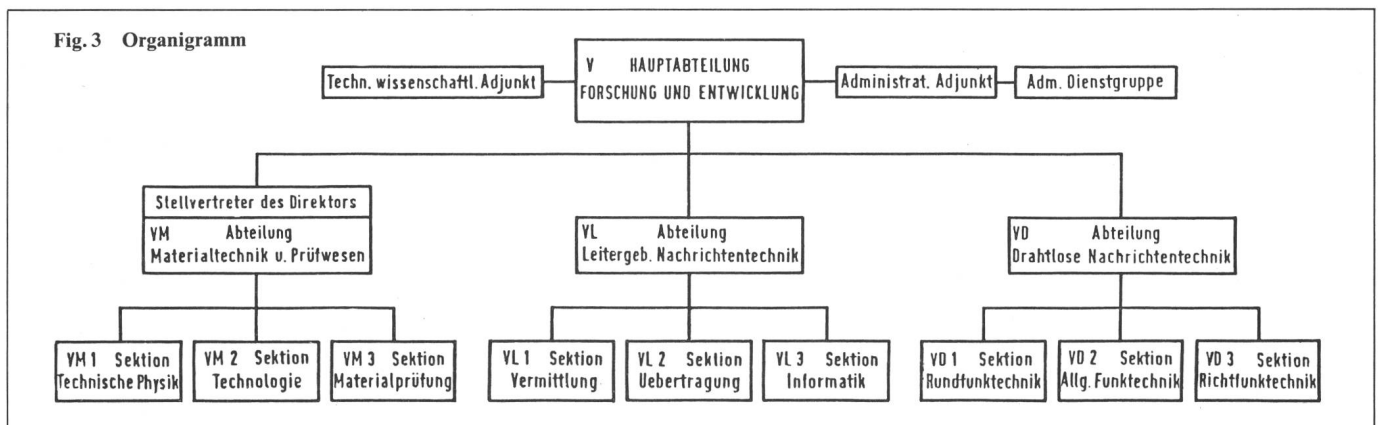 Fig. 3 Organigramm
V HAUPTABTEILUNG
FORSCHUNG UND ENTWICKLUNG
Techn. wissenschaftl. Adjunkt
Administrat. Adjunkt
Adm. Dienstgruppe
Stellvertreter des Direktors
VM Abteilung
Materialtechnik u. Prüfwesen
VL Abteilung
Leitergeb. Nachrichtentechnik
VD Abteilung
Drahtlose Nachrichtentechnik
VM 1 Sektion
Technische Physik
VM 2 Sektion
Technologie
VM 3 Sektion
Materialprüfung
VL 1 Sektion
Vermittlung
VL 2 Sektion
Uebertragung
VL 3 Sektion
Informatik
VD 1 Sektion
Rundfunktechnik
VD 2 Sektion
Allg. Funktechnik
VD 3 Sektion
Richtfunktechnik